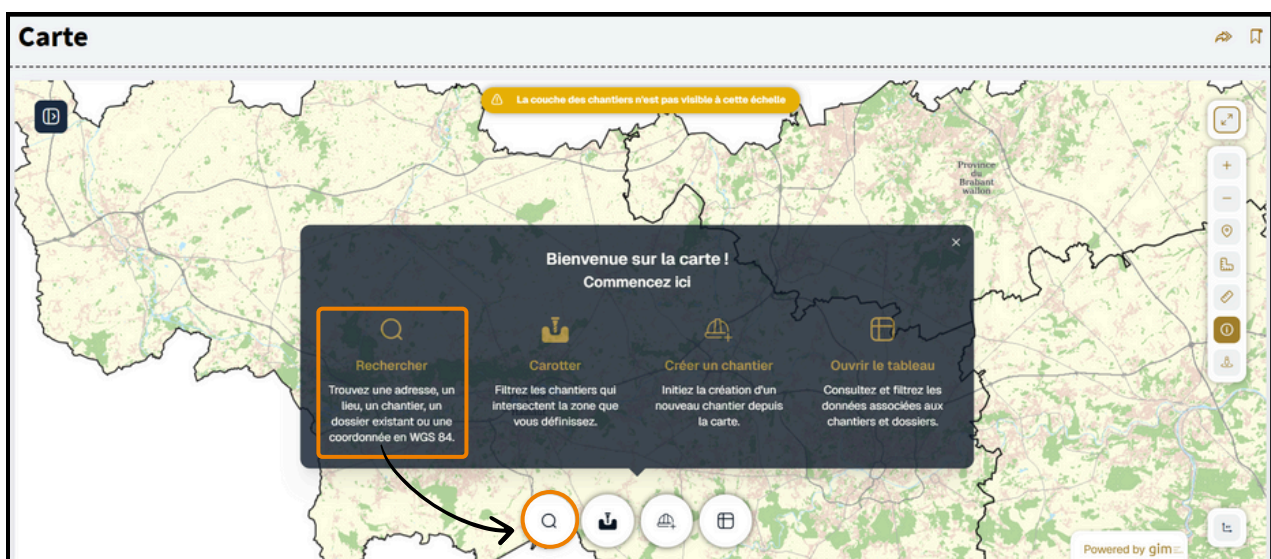 Carte
La couche des chantiers n'est pas visible à cette échelle
Province
du
Brabant
wallon
Bienvenue sur la carte !
Commencez ici
Rechercher
Trouvez une adresse, un
lieu, un chantier, un
dossier existant ou une
coordonnée en WGS 84.
Carotter
Filtrez les chantiers qui
intersectent la zone que
vous définissez.
Créer un chantier
Initiez la création d'un
nouveau chantier depuis
la carte.
Ouvrir le tableau
Consultez et filtrez les
données associées aux
chantiers et dossiers.
Powered by gim